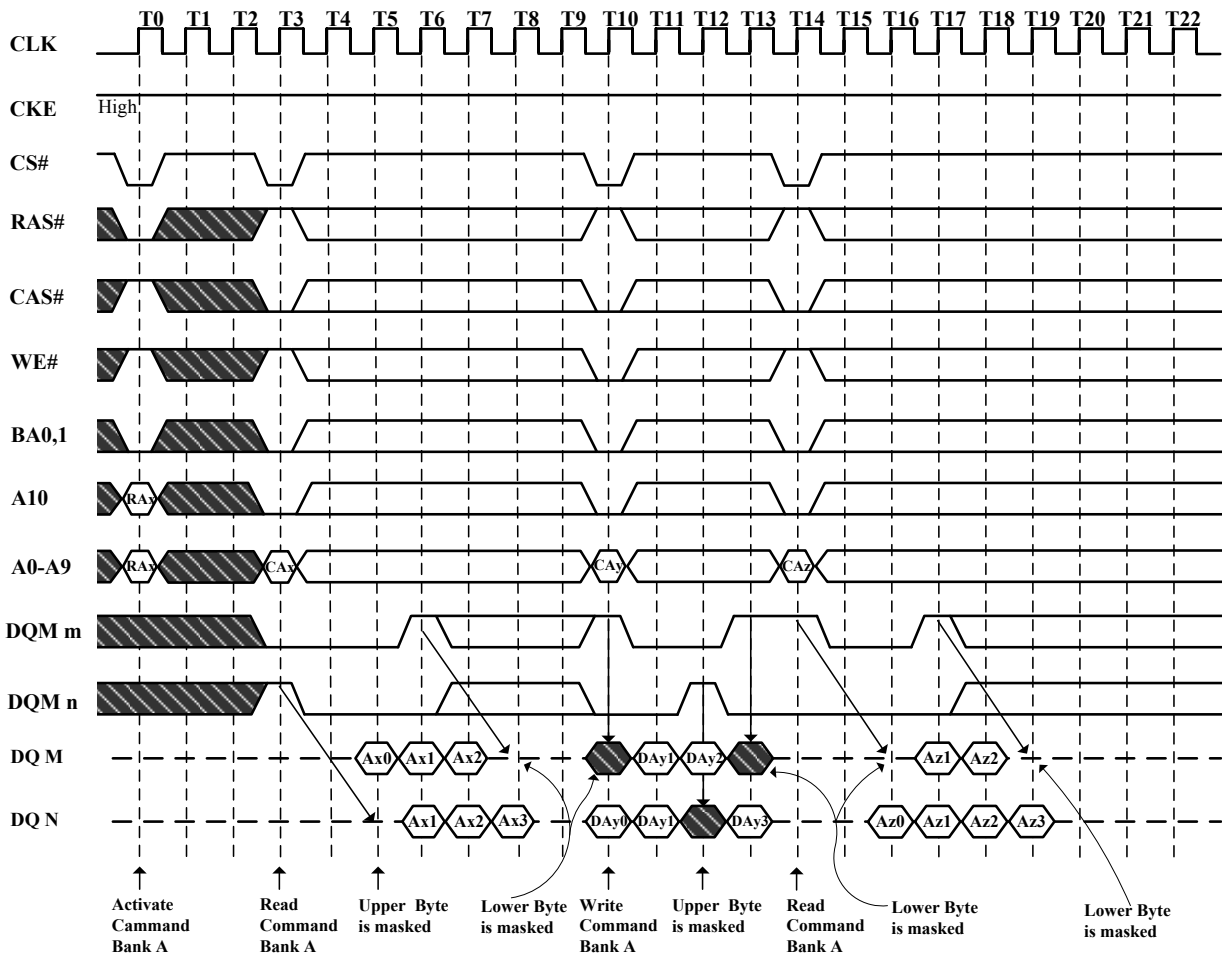 T0 T1 T2 T3 T4 T5 T6 T7 T8 T9 T10 T11 T12 T13 T14 T15 T16 T17 T18 T19 T20 T21 T22
CLK
CKE High
CS#
RAS#
CAS#
WE#
BA0,1
A10 RAx
A0-A9 RAx CAx CAy CAz
DQM m
DQM n
DQ M Ax0 Ax1 Ax2 DAy1 DAy2 Az1 Az2
DQ N Ax1 Ax2 Ax3 DAy0 DAy1 DAy3 Az0 Az1 Az2 Az3
Activate
Cammand
Bank A
Read
Command
Bank A
Upper Byte
is masked
Lower Byte
is masked
Write
Command
Bank A
Upper Byte
is masked
Read
Command
Bank A
Lower Byte
is masked
Lower Byte
is masked